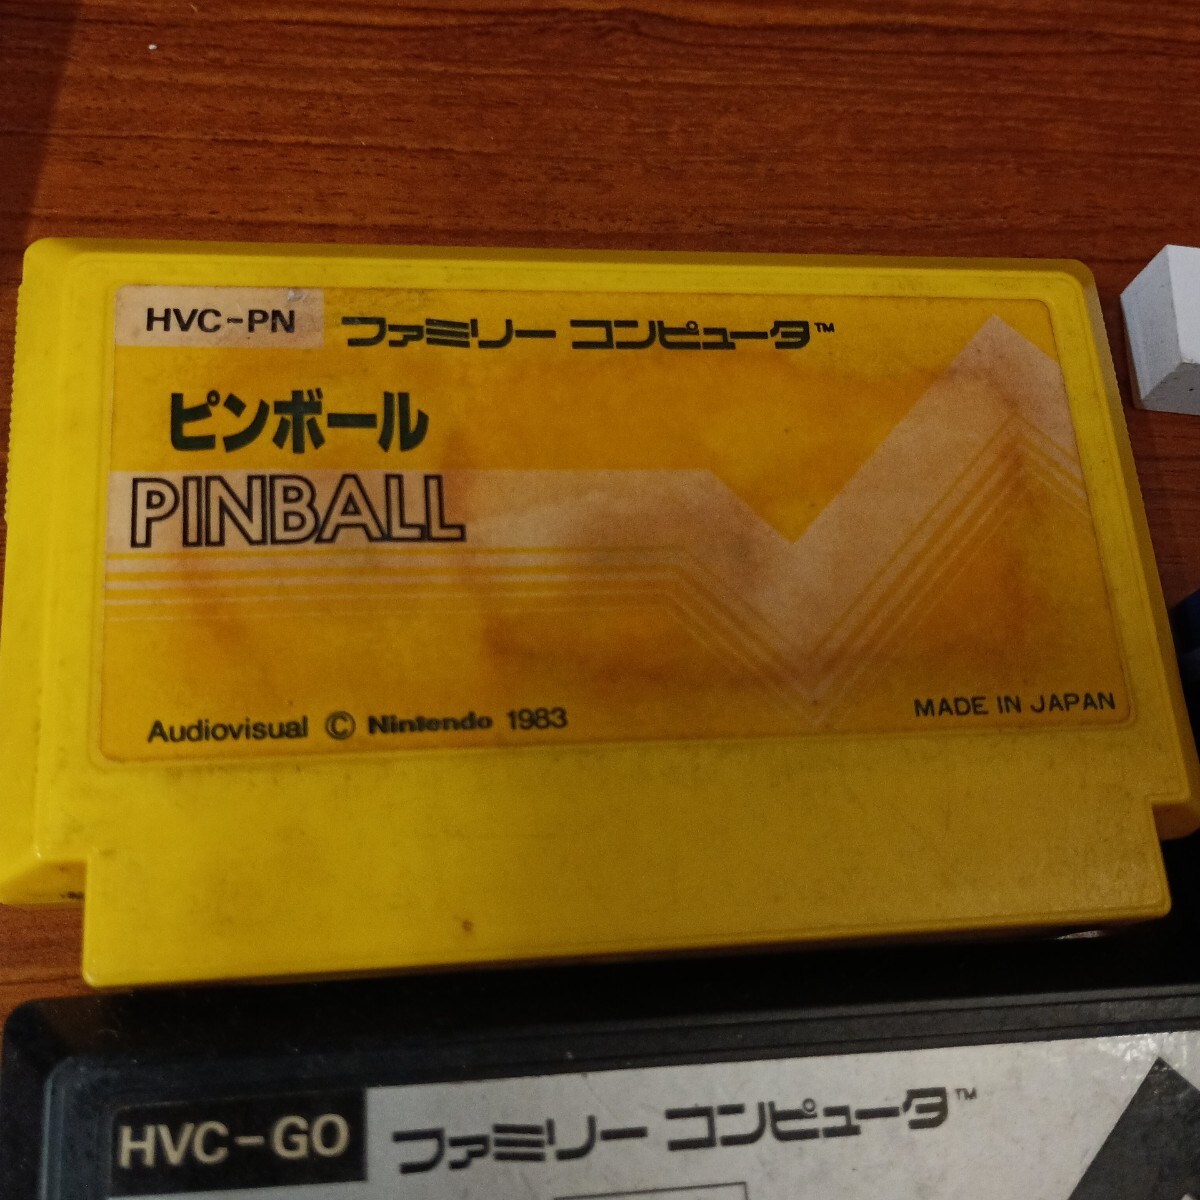 HVC-PN
ファミリー コンピュータ™
ピンボール
PINBALL
Audiovisual © Nintendo 1983
MADE IN JAPAN
HVC-GO
ファミリー コンピュータ™